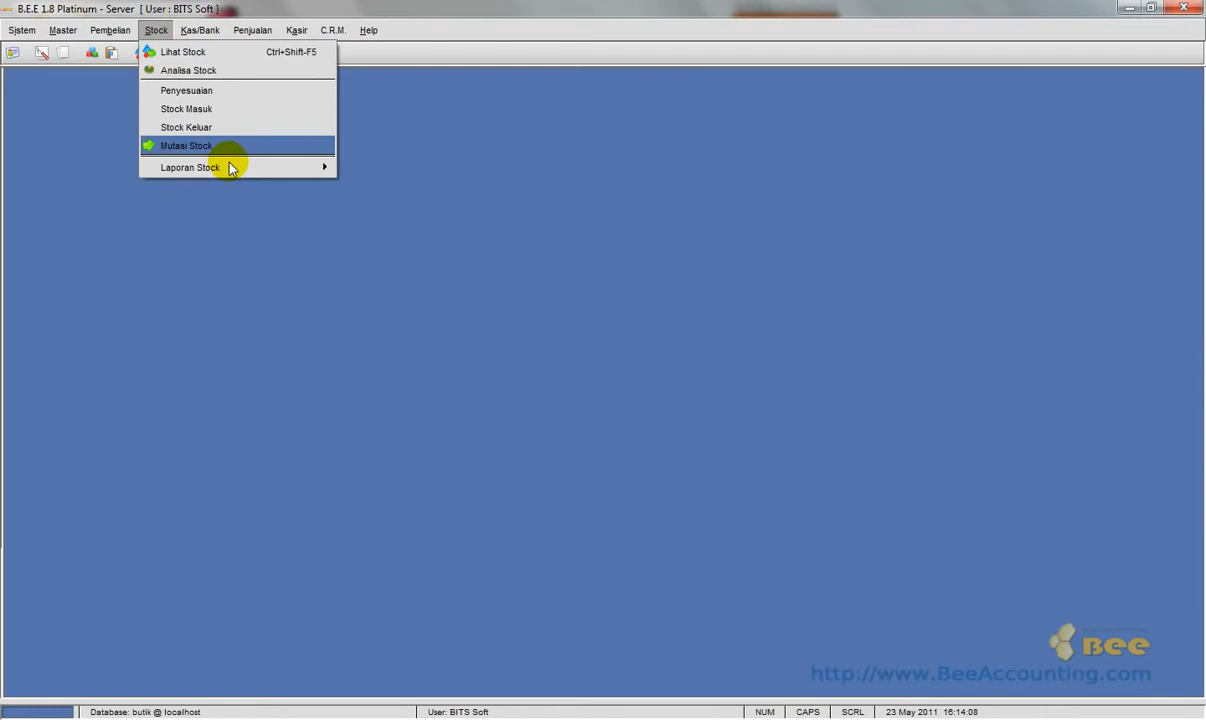 B.E.E 1.8 Platinum - Server [ User : BITS Soft ]
Sistem Master Pembelian Stock Kas/Bank Penjualan Kasir C.R.M. Help
Lihat Stock Ctrl+Shift-F5
Analisa Stock
Penyesuaian
Stock Masuk
Stock Keluar
Mutasi Stock
Laporan Stock
Bee
http://www.BeeAccounting.com
Database: butik @ localhost User: BITS Soft NUM CAPS SCRL 23 May 2011 16:14:08